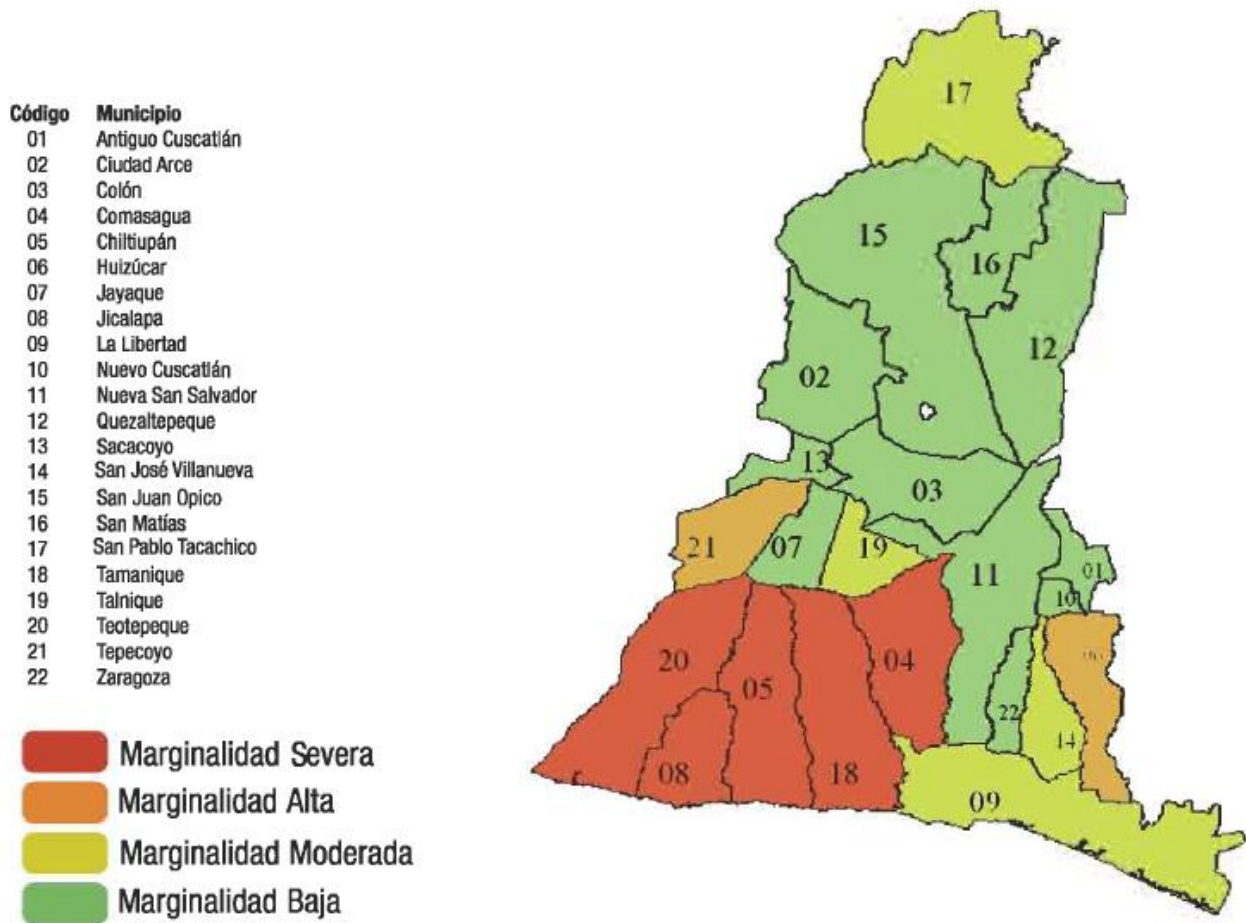 Código Municipio
01 Antiguo Cuscatlán
02 Ciudad Arce
03 Colón
04 Comasagua
05 Chiltiupán
06 Huizúcar
07 Jayaque
08 Jicalapa
09 La Libertad
10 Nuevo Cuscatlán
11 Nueva San Salvador
12 Quezaltepeque
13 Sacacoyo
14 San José Villanueva
15 San Juan Opico
16 San Matías
17 San Pablo Tacachico
18 Tamanique
19 Talnique
20 Teotepeque
21 Tepecoyo
22 Zaragoza
Marginalidad Severa
Marginalidad Alta
Marginalidad Moderada
Marginalidad Baja
17
15
16
12
02
13
03
21
07
19
11
01
10
20
05
04
22
14
08
18
09